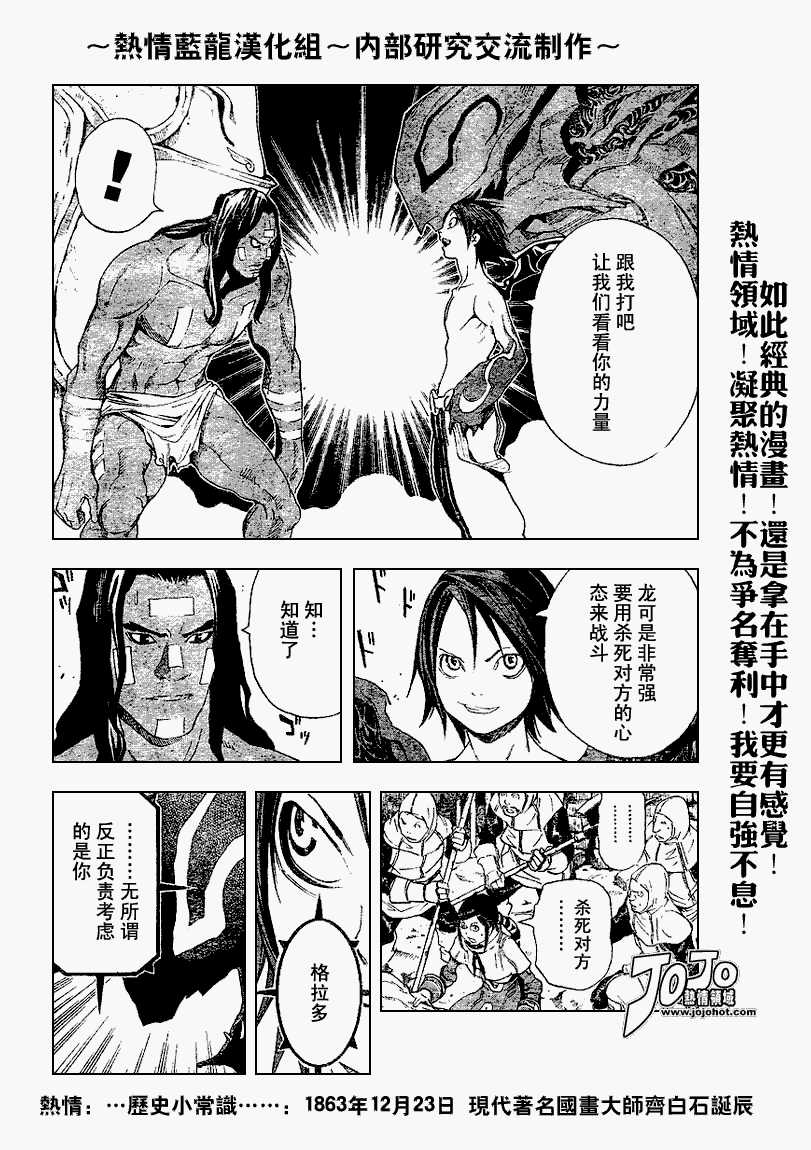 ～熱情藍龍漢化組～内部研究交流制作～
！
跟我打吧
让我们看看你的力量
如此經典的漫畫！還是拿在手中才更有感覺！
熱情領域！凝聚熱情！不為爭名奪利！我要自強不息！
龙可是非常强
要用杀死对方的心
态来战斗
知…
知道了
………
杀死对方
………
格拉多
………无所谓
反正负责考虑
的是你
JOJO
熱情領域
www.jojohot.com
熱情：…歷史小常識……：1863年12月23日 現代著名國畫大師齊白石誕辰